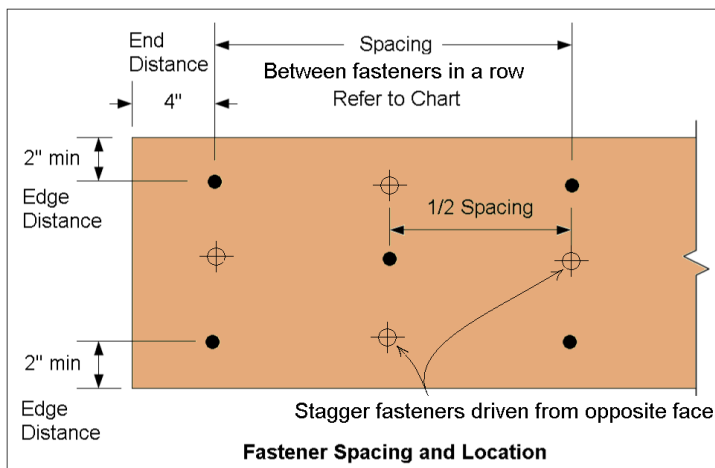 End
Distance
4"
Spacing
Between fasteners in a row
Refer to Chart
2" min
Edge
Distance
1/2 Spacing
2" min
Edge
Distance
Stagger fasteners driven from opposite face
Fastener Spacing and Location